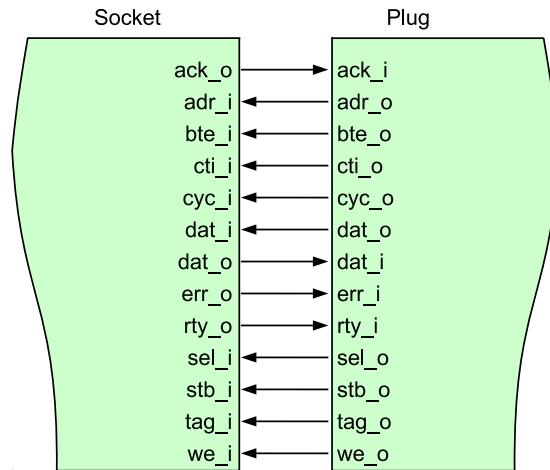 Socket Plug
ack_o ack_i
adr_i adr_o
bte_i bte_o
cti_i cti_o
cyc_i cyc_o
dat_i dat_o
dat_o dat_i
err_o err_i
rty_o rty_i
sel_i sel_o
stb_i stb_o
tag_i tag_o
we_i we_o